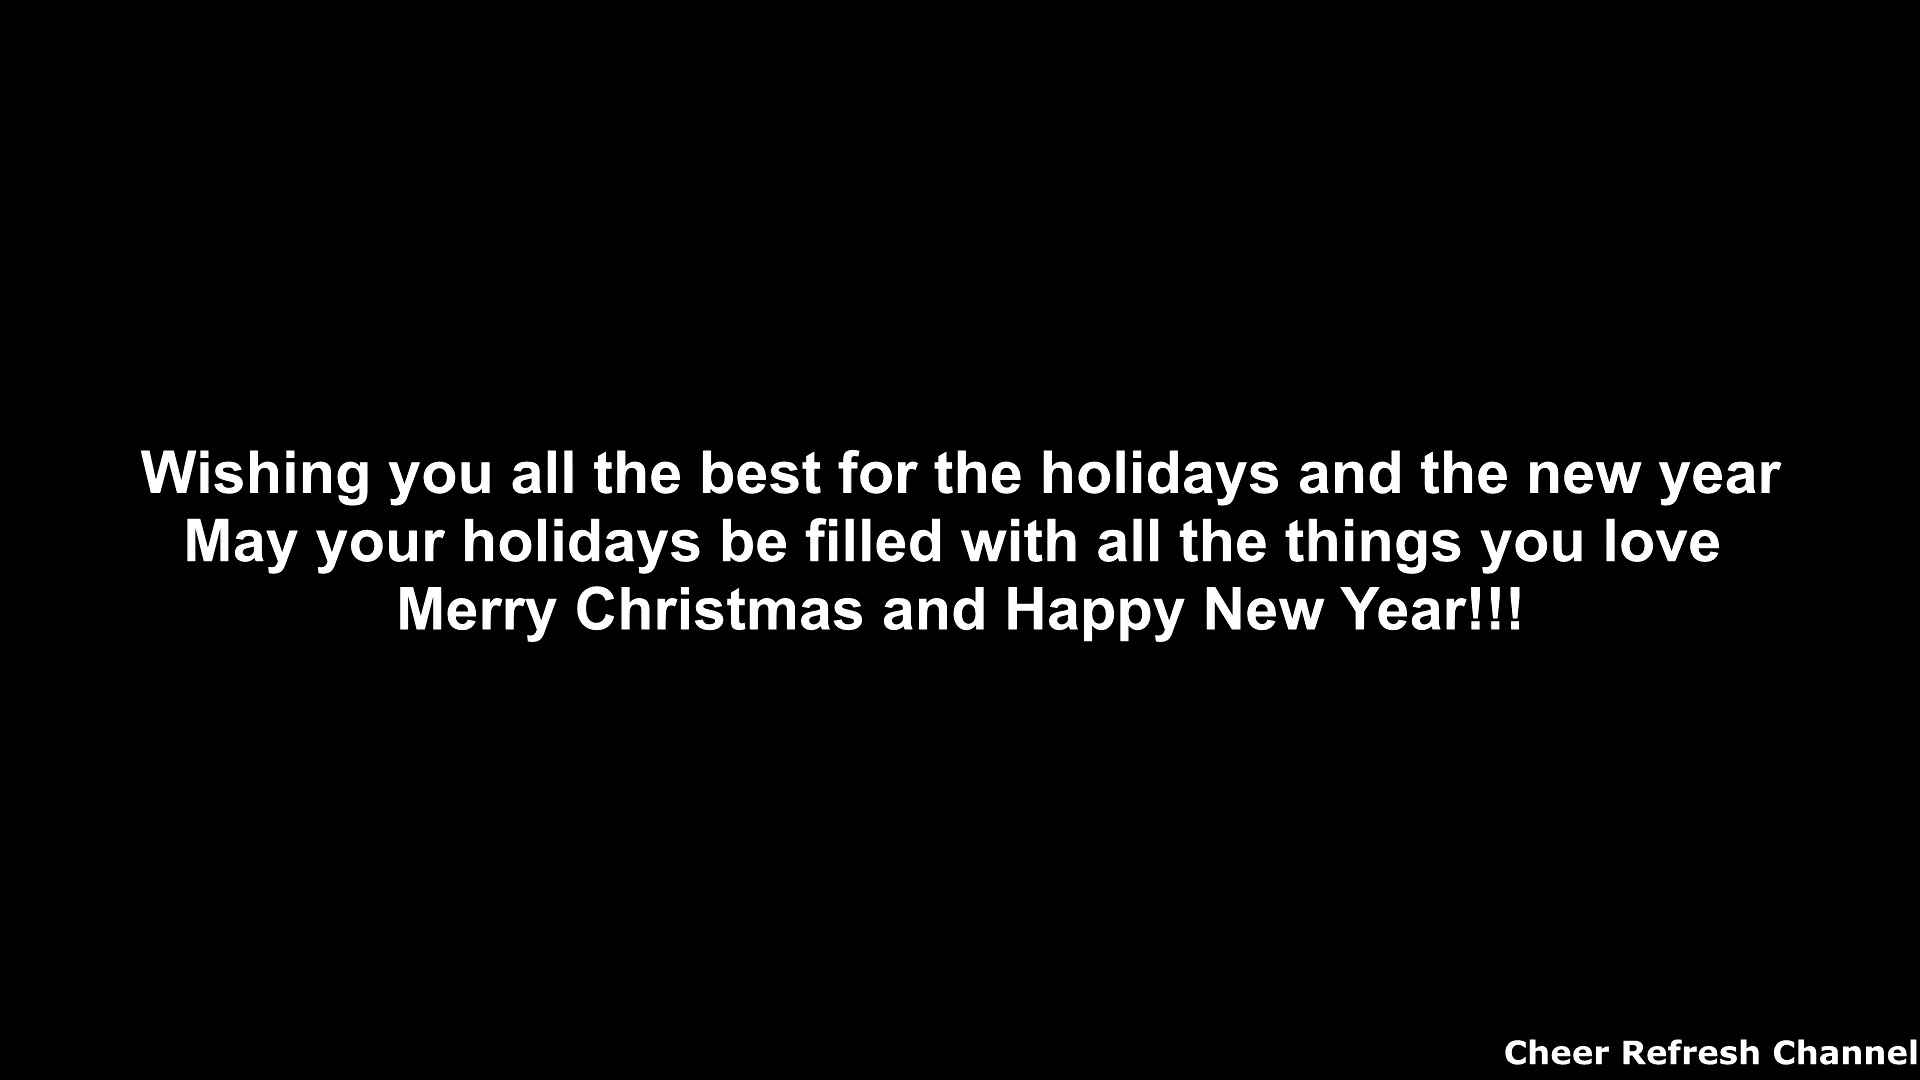 Wishing you all the best for the holidays and the new year
May your holidays be filled with all the things you love
Merry Christmas and Happy New Year!!!
Cheer Refresh Channel